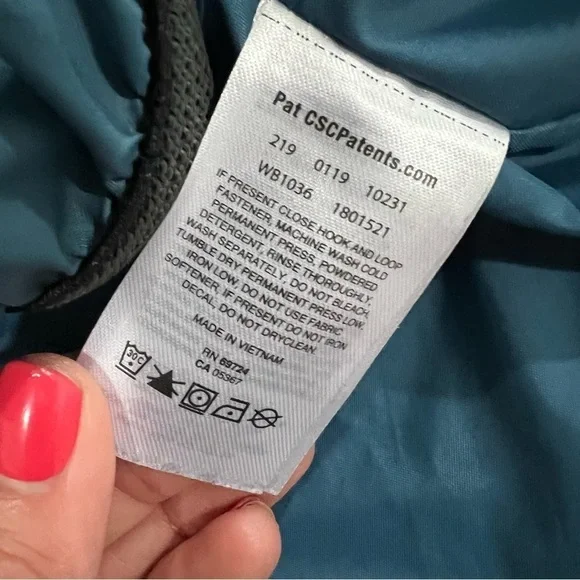 Pat CSCPatents.com
219 0119 10231
WB1036 1801521
IF PRESENT CLOSE HOOK AND LOOP
FASTENER, MACHINE WASH COLD
PERMANENT PRESS, POWDERED
DETERGENT. RINSE THOROUGHLY.
WASH SEPARATELY. DO NOT BLEACH.
TUMBLE DRY PERMANENT PRESS LOW.
IRON LOW. DO NOT USE FABRIC
SOFTENER. IF PRESENT DO NOT IRON
DECAL. DO NOT DRYCLEAN.
MADE IN VIETNAM
RN 69724
CA 05367
30C